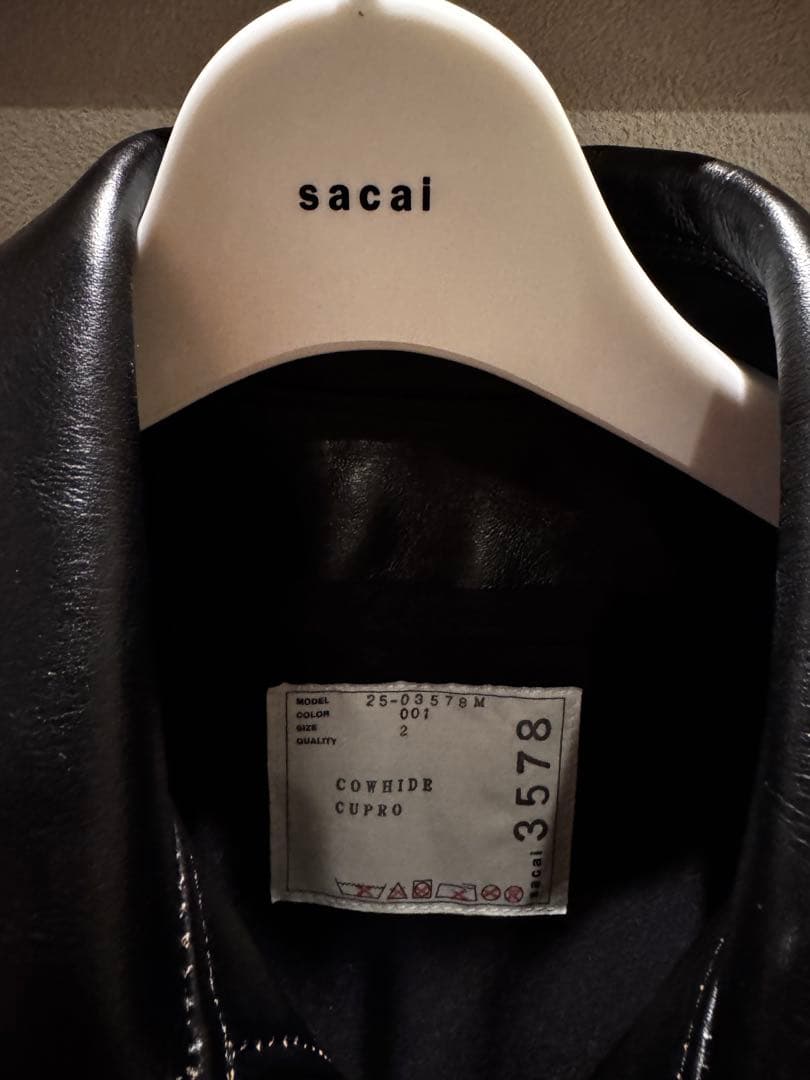 sacai
MODEL 25-03578M
COLOR 001
SIZE 2
QUALITY
COWHIDE
CUPRO
sacai 3578